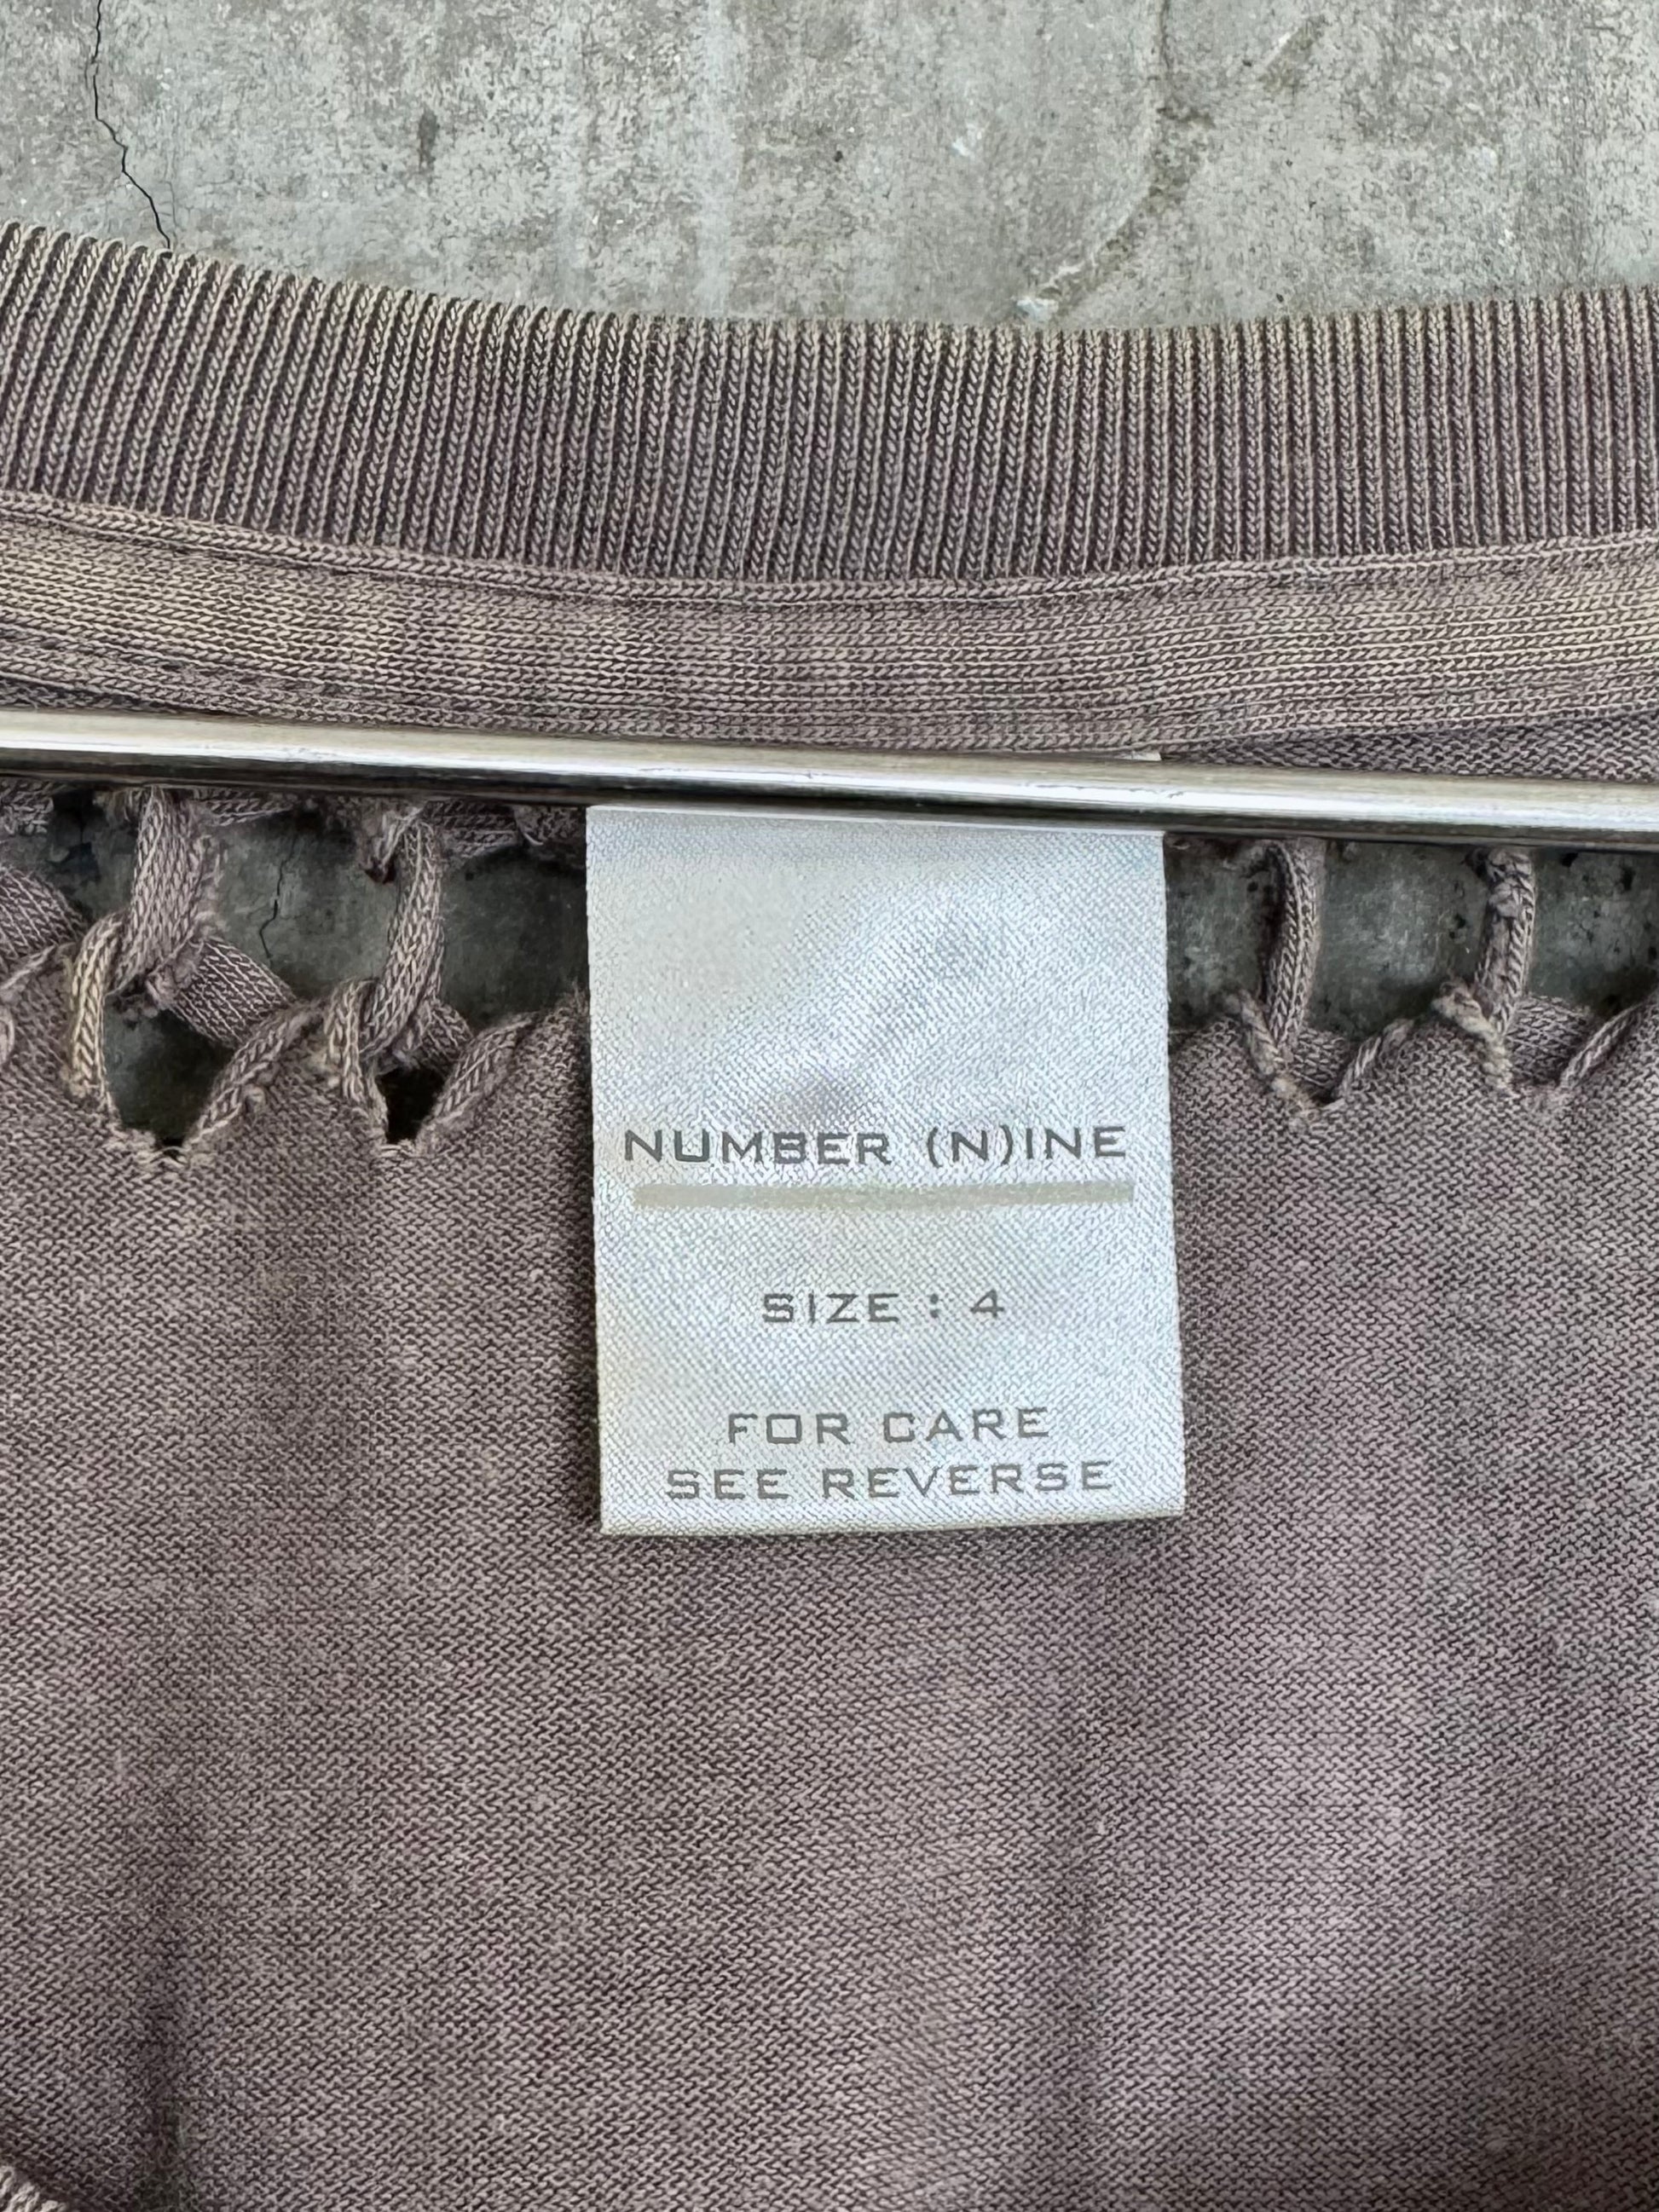 NUMBER (N)INE
SIZE : 4
FOR CARE
SEE REVERSE